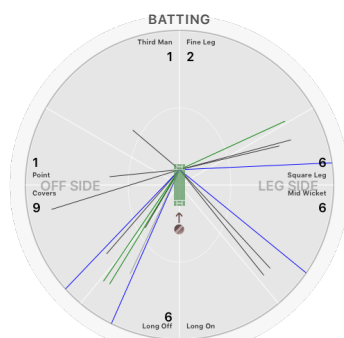 BATTING
Third Man Fine Leg
1 2
1 6
Point Square Leg
OFF SIDE LEG SIDE
Covers Mid Wicket
9 6
6
Long Off Long On